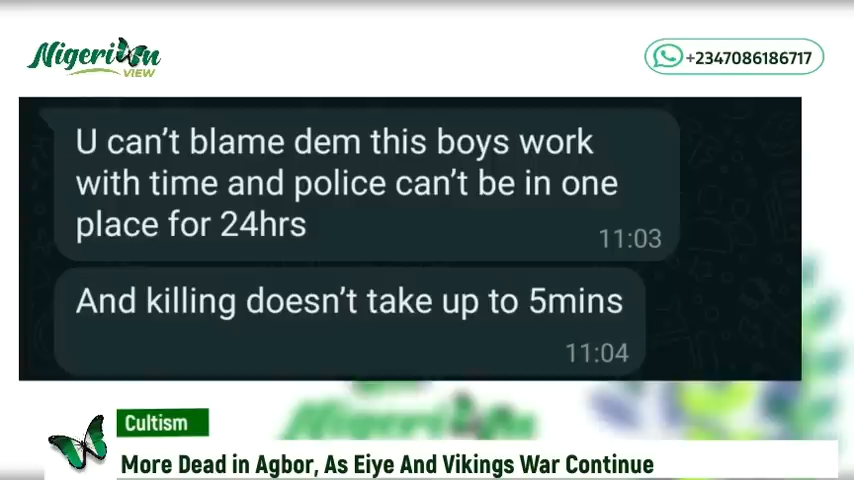 Nigerian
VIEW
+2347086186717
U can't blame dem this boys work
with time and police can't be in one
place for 24hrs
11:03
And killing doesn't take up to 5mins
11:04
Nigerian
Cultism
More Dead in Agbor, As Eiye And Vikings War Continue